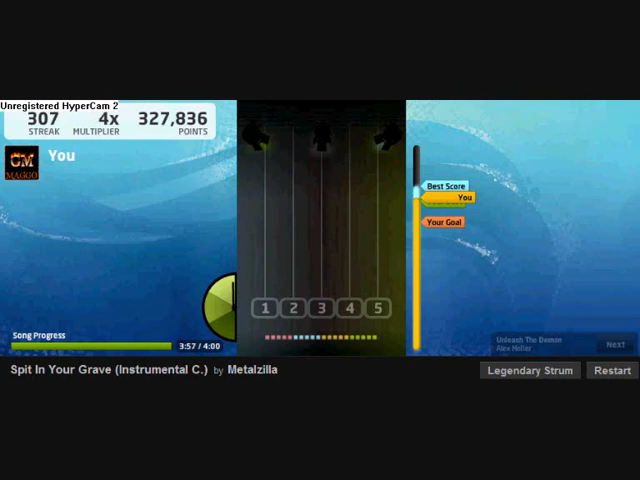 Unregistered HyperCam 2
307 4x 327,836
STREAK MULTIPLIER POINTS
GM
MAGGO
You
Best Score
You
Your Goal
1 2 3 4 5
Song Progress
3:57 / 4:00
Unleash The Demon
Alex Holler
Next
Spit In Your Grave (Instrumental C.) by Metalzilla
Legendary Strum
Restart